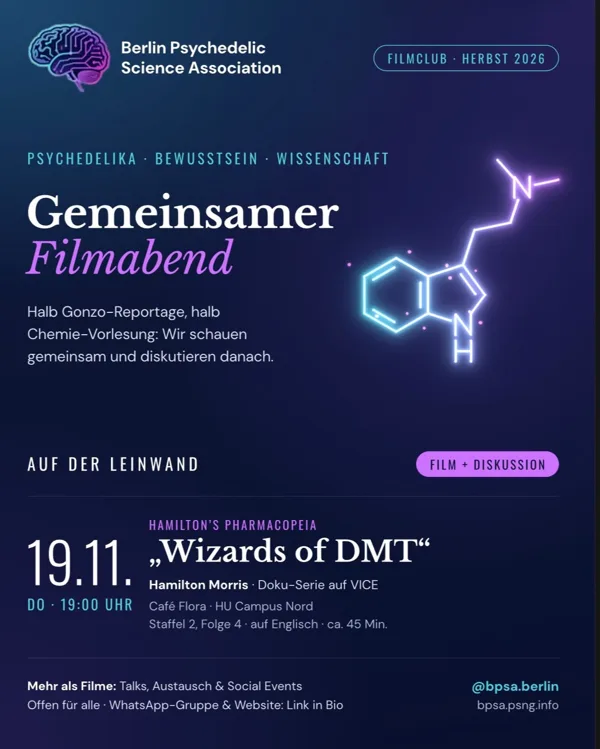 Berlin Psychedelic
Science Association
FILMCLUB · HERBST 2026
PSYCHEDELIKA · BEWUSSTSEIN · WISSENSCHAFT
Gemeinsamer
Filmabend
Halb Gonzo-Reportage, halb
Chemie-Vorlesung: Wir schauen
gemeinsam und diskutieren danach.
N
N
H
AUF DER LEINWAND
FILM + DISKUSSION
19.11.
DO · 19:00 UHR
HAMILTON'S PHARMACOPEIA
„Wizards of DMT“
Hamilton Morris · Doku-Serie auf VICE
Café Flora · HU Campus Nord
Staffel 2, Folge 4 · auf Englisch · ca. 45 Min.
Mehr als Filme: Talks, Austausch & Social Events
Offen für alle · WhatsApp-Gruppe & Website: Link in Bio
@bpsa.berlin
bpsa.psng.info